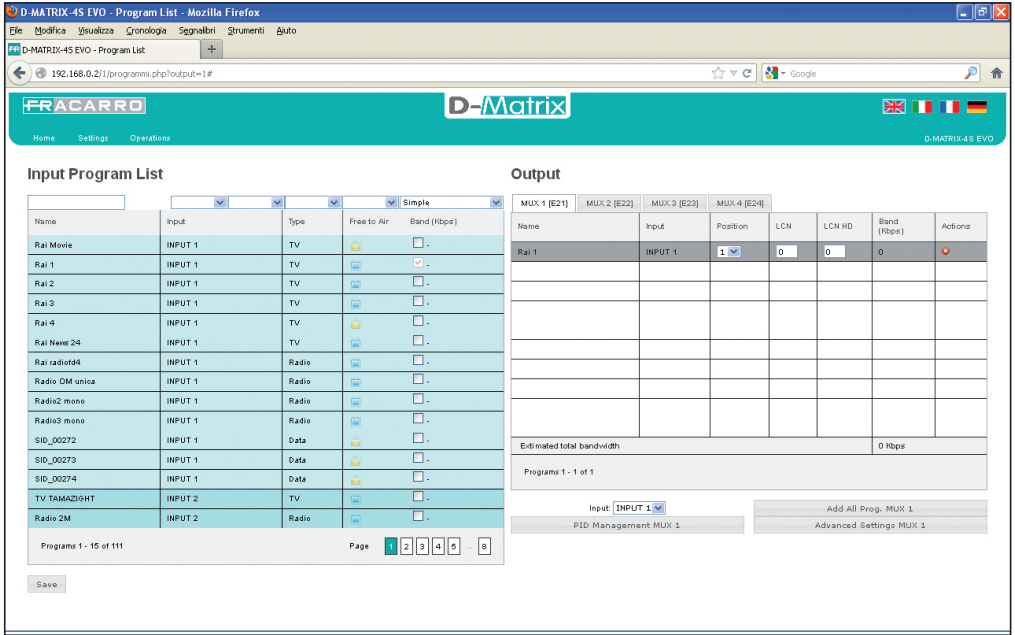 D-MATRIX-4S EVO - Program List - Mozilla Firefox
File Modifica Visualizza Cronologia Segnalibri Strumenti Aiuto
FR D-MATRIX-4S EVO - Program List +
192.168.0.2/1/programmi.php?output=1#
Google
FRACARRO
D-Matrix
Home Settings Operations
D-MATRIX-4S EVO
Input Program List
Simple
Name Input Type Free to Air Band (Kbps)
Rai Movie INPUT 1 TV -
Rai 1 INPUT 1 TV -
Rai 2 INPUT 1 TV -
Rai 3 INPUT 1 TV -
Rai 4 INPUT 1 TV -
Rai News 24 INPUT 1 TV -
Rai radiofd4 INPUT 1 Radio -
Radio OM unica INPUT 1 Radio -
Radio2 mono INPUT 1 Radio -
Radio3 mono INPUT 1 Radio -
SID_00272 INPUT 1 Data -
SID_00273 INPUT 1 Data -
SID_00274 INPUT 1 Data -
TV TAMAZIGHT INPUT 2 TV -
Radio 2M INPUT 2 Radio -
Programs 1 - 15 of 111 Page 1 2 3 4 5 .. 8
Save
Output
MUX 1 [E21] MUX 2 [E22] MUX 3 [E23] MUX 4 [E24]
Name Input Position LCN LCN HD Band (Kbps) Actions
Rai 1 INPUT 1 1 0 0 0
Extimated total bandwidth 0 Kbps
Programs 1 - 1 of 1
Input: INPUT 1 Add All Prog. MUX 1
PID Management MUX 1 Advanced Settings MUX 1